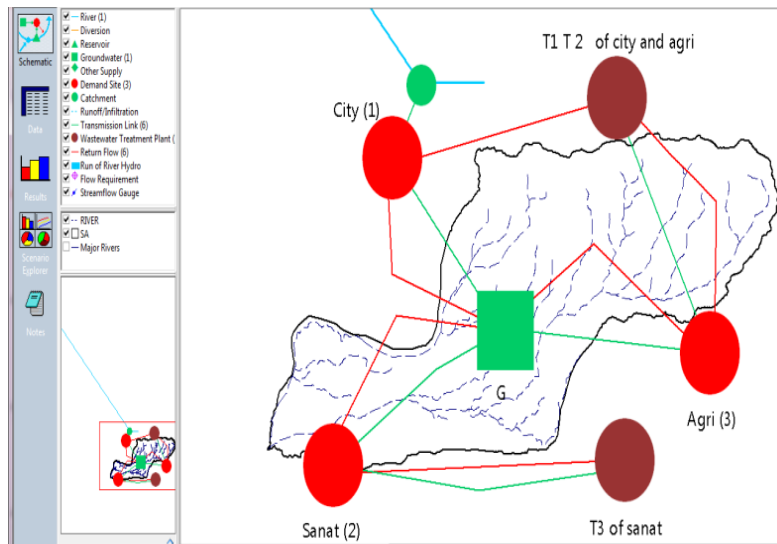 Schematic
Data
Results
Scenario
Explorer
Notes
River (1)
Diversion
Reservoir
Groundwater (1)
Other Supply
Demand Site (3)
Catchment
Runoff/Infiltration
Transmission Link (6)
Wastewater Treatment Plant (
Return Flow (6)
Run of River Hydro
Flow Requirement
Streamflow Gauge
RIVER
SA
Major Rivers
T1 T 2 of city and agri
City (1)
G
Agri (3)
Sanat (2)
T3 of sanat